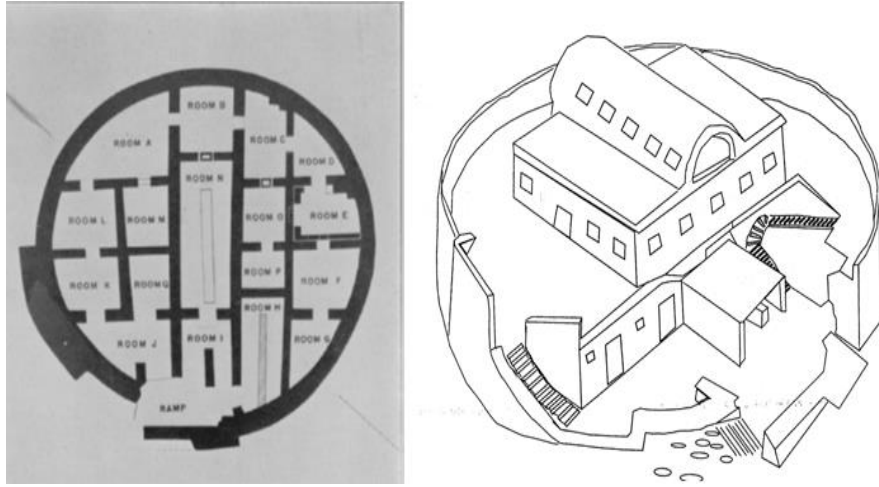 ROOM B
ROOM A
ROOM C
ROOM D
ROOM N
ROOM L
ROOM M
ROOM O
ROOM E
ROOM P
ROOM K
ROOM Q
ROOM F
ROOM H
ROOM J
ROOM I
ROOM G
RAMP